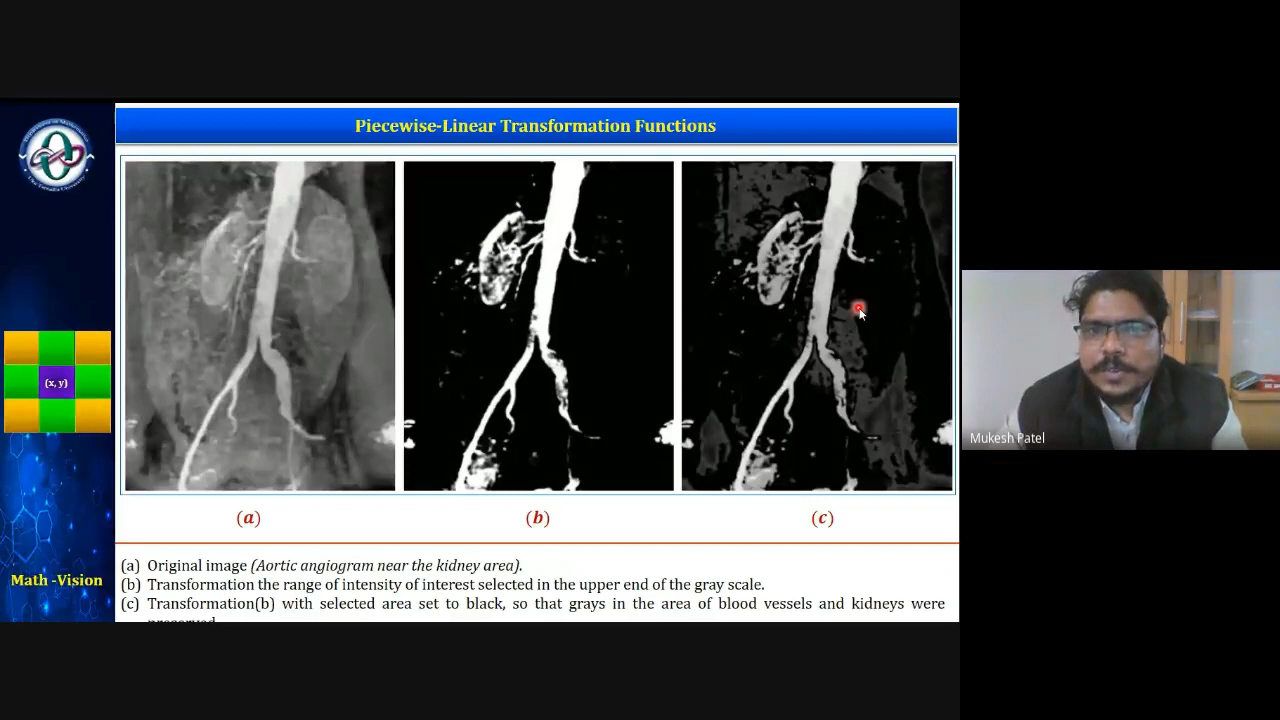 Piecewise-Linear Transformation Functions
(x, y)
Math -Vision
(a)
(b)
(c)
(a) Original image (Aortic angiogram near the kidney area).
(b) Transformation the range of intensity of interest selected in the upper end of the gray scale.
(c) Transformation(b) with selected area set to black, so that grays in the area of blood vessels and kidneys were
preserved
Mukesh Patel